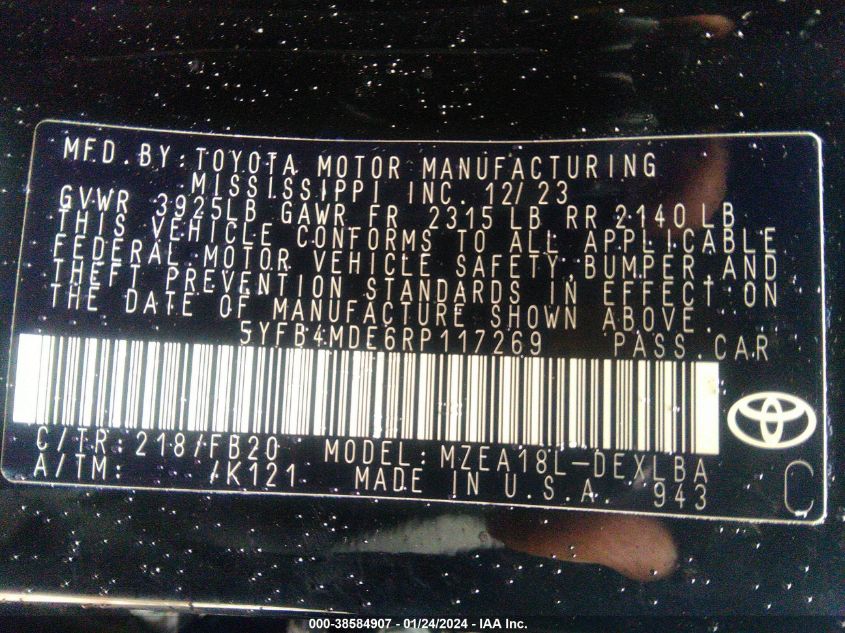 MFD.BY:TOYOTA MOTOR MANUFACTURING
MISSISSIPPI INC. 12/23
GVWR 3925LB GAWR FR 2315 LB RR 2140 LB
THIS VEHICLE CONFORMS TO ALL APPLICABLE
FEDERAL MOTOR VEHICLE SAFETY,BUMPER,AND
THEFT PREVENTION STANDARDS IN EFFECT ON
THE DATE OF MANUFACTURE SHOWN ABOVE.
5YFB4MDE6RP117269 PASS.CAR
C/TR:218/FB20 MODEL:MZEA18L-DEXLBA
A/TM: /K121 MADE IN U.S.A. 943
C
000-38584907 - 01/24/2024 - IAA Inc.